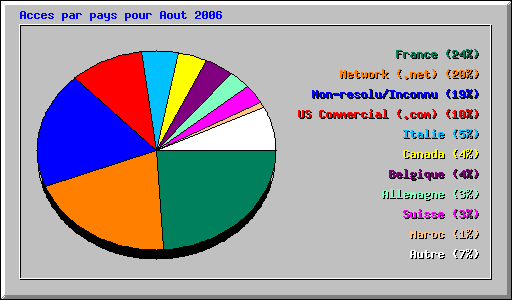 Acces par pays pour Aout 2006
France (24%)
Network (.net) (20%)
Non-resolu/Inconnu (19%)
US Commercial (.com) (10%)
Italie (5%)
Canada (4%)
Belgique (4%)
Allemagne (3%)
Suisse (3%)
Maroc (1%)
Autre (7%)